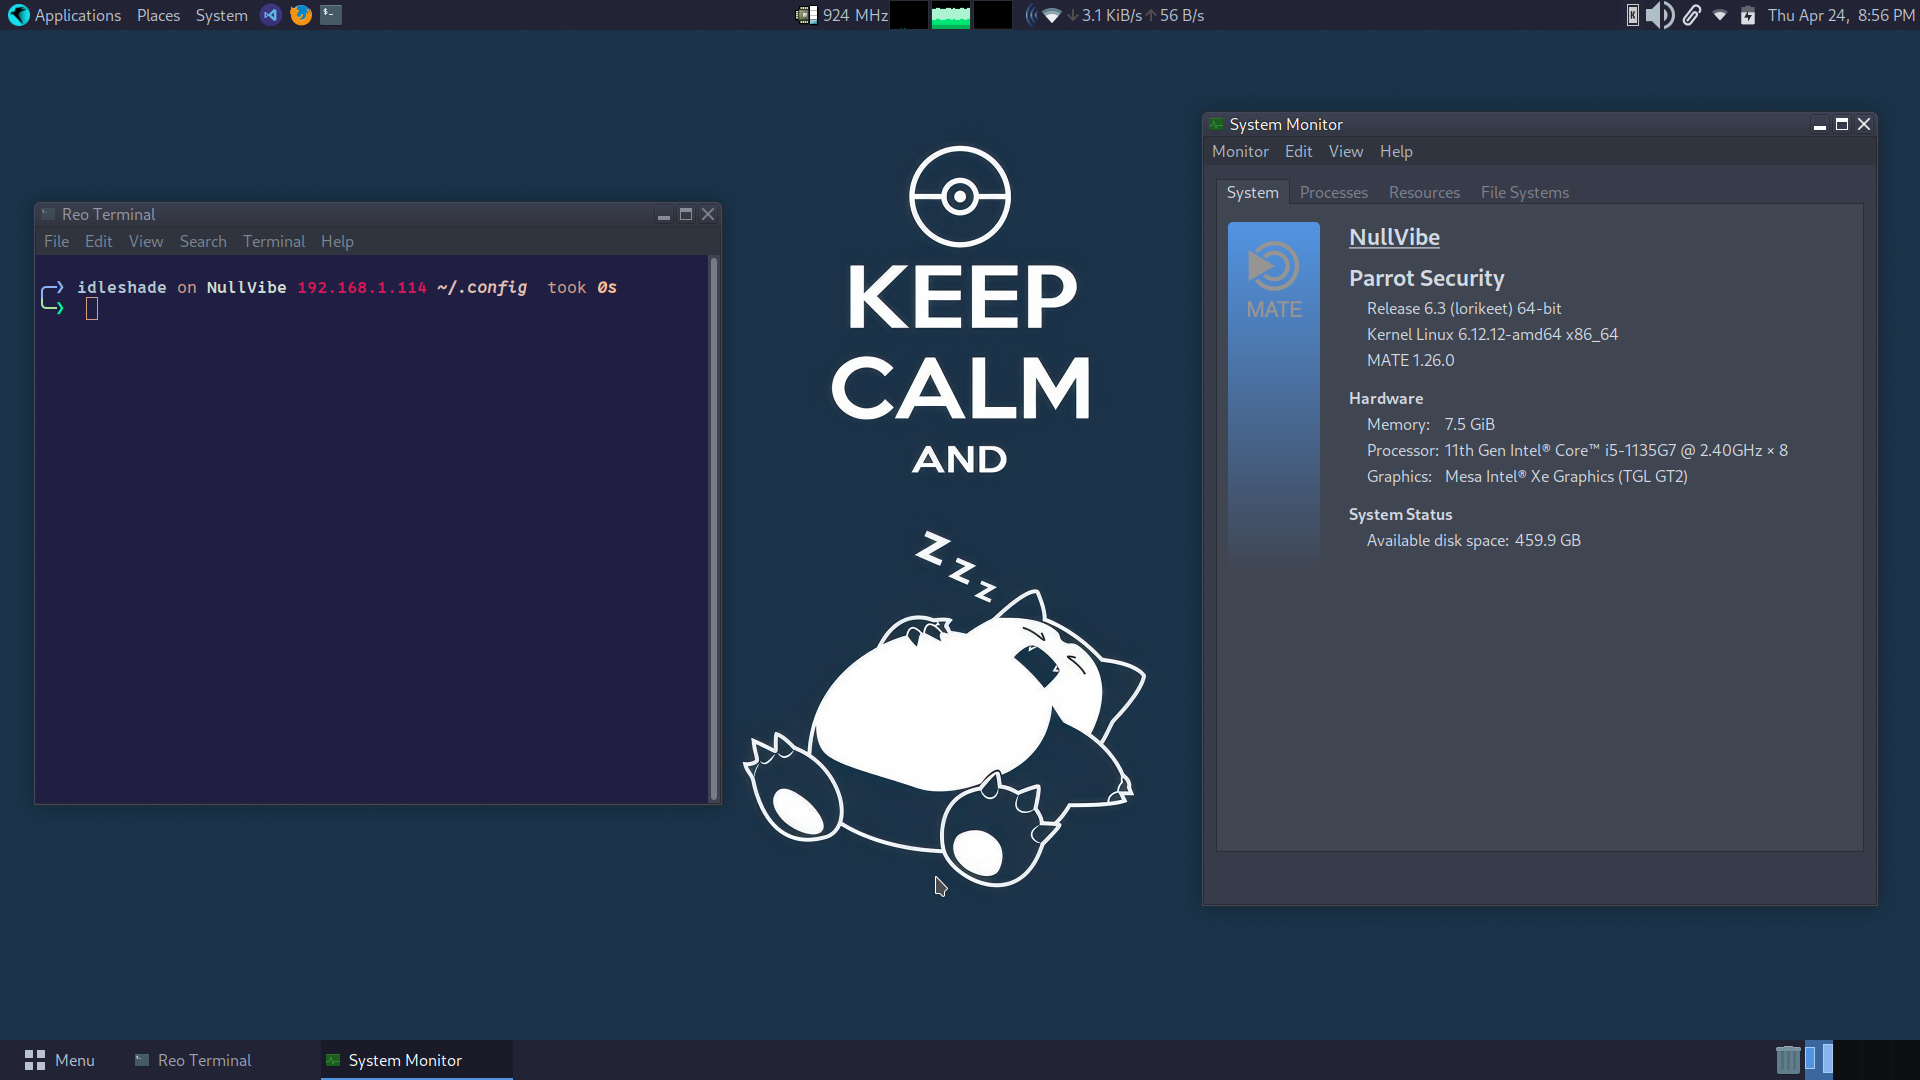 Applications Places System 924 MHz 3.1 KiB/s 56 B/s Thu Apr 24, 8:56 PM
Reo Terminal
File Edit View Search Terminal Help
idleshade on NullVibe 192.168.1.114 ~/.config took 0s
KEEP
CALM
AND
Z
Z
Z
System Monitor
Monitor Edit View Help
System Processes Resources File Systems
MATE
NullVibe
Parrot Security
Release 6.3 (lorikeet) 64-bit
Kernel Linux 6.12.12-amd64 x86_64
MATE 1.26.0
Hardware
Memory: 7.5 GiB
Processor: 11th Gen Intel® Core™ i5-1135G7 @ 2.40GHz × 8
Graphics: Mesa Intel® Xe Graphics (TGL GT2)
System Status
Available disk space: 459.9 GB
Menu Reo Terminal System Monitor